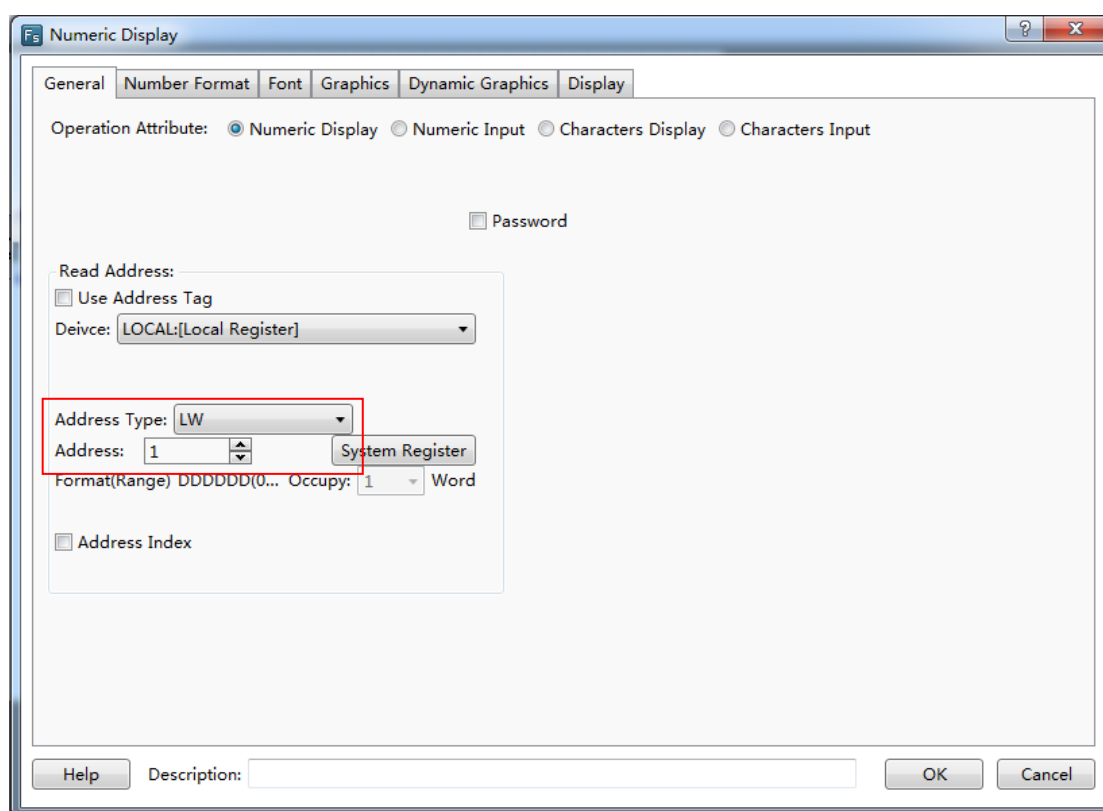 Fs Numeric Display
General Number Format Font Graphics Dynamic Graphics Display
Operation Attribute: Numeric Display Numeric Input Characters Display Characters Input
Password
Read Address:
Use Address Tag
Deivce: LOCAL:[Local Register]
Address Type: LW
Address: 1 System Register
Format(Range) DDDDDD(0... Occupy: 1 Word
Address Index
Help Description: OK Cancel